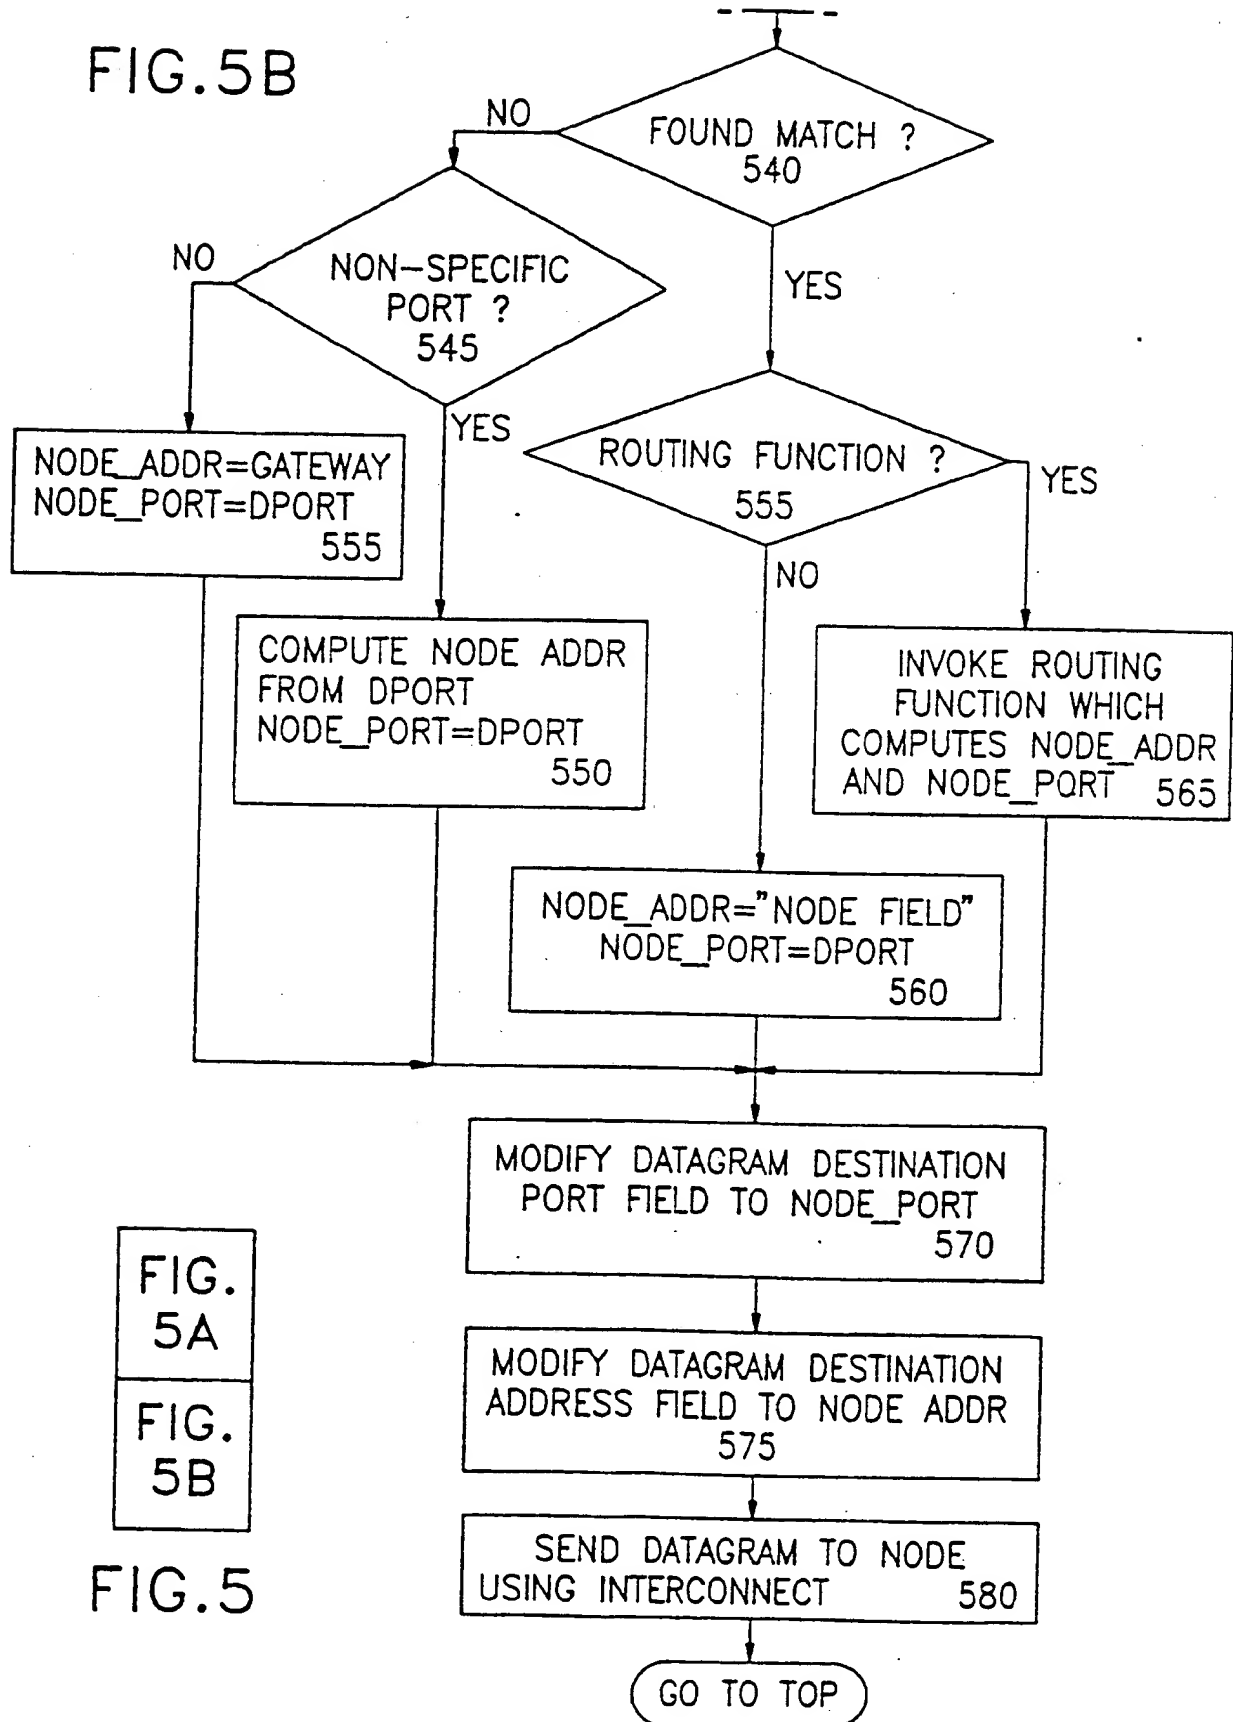 FIG.5B
FOUND MATCH ?
540
NO
YES
NON-SPECIFIC
PORT ?
545
NO
YES
ROUTING FUNCTION ?
555
YES
NO
NODE_ADDR=GATEWAY
NODE_PORT=DPORT
555
COMPUTE NODE ADDR
FROM DPORT
NODE_PORT=DPORT
550
INVOKE ROUTING
FUNCTION WHICH
COMPUTES NODE_ADDR
AND NODE_PORT 565
NODE_ADDR="NODE FIELD"
NODE_PORT=DPORT
560
MODIFY DATAGRAM DESTINATION
PORT FIELD TO NODE_PORT
570
MODIFY DATAGRAM DESTINATION
ADDRESS FIELD TO NODE ADDR
575
SEND DATAGRAM TO NODE
USING INTERCONNECT 580
GO TO TOP
FIG.
5A
FIG.
5B
FIG.5